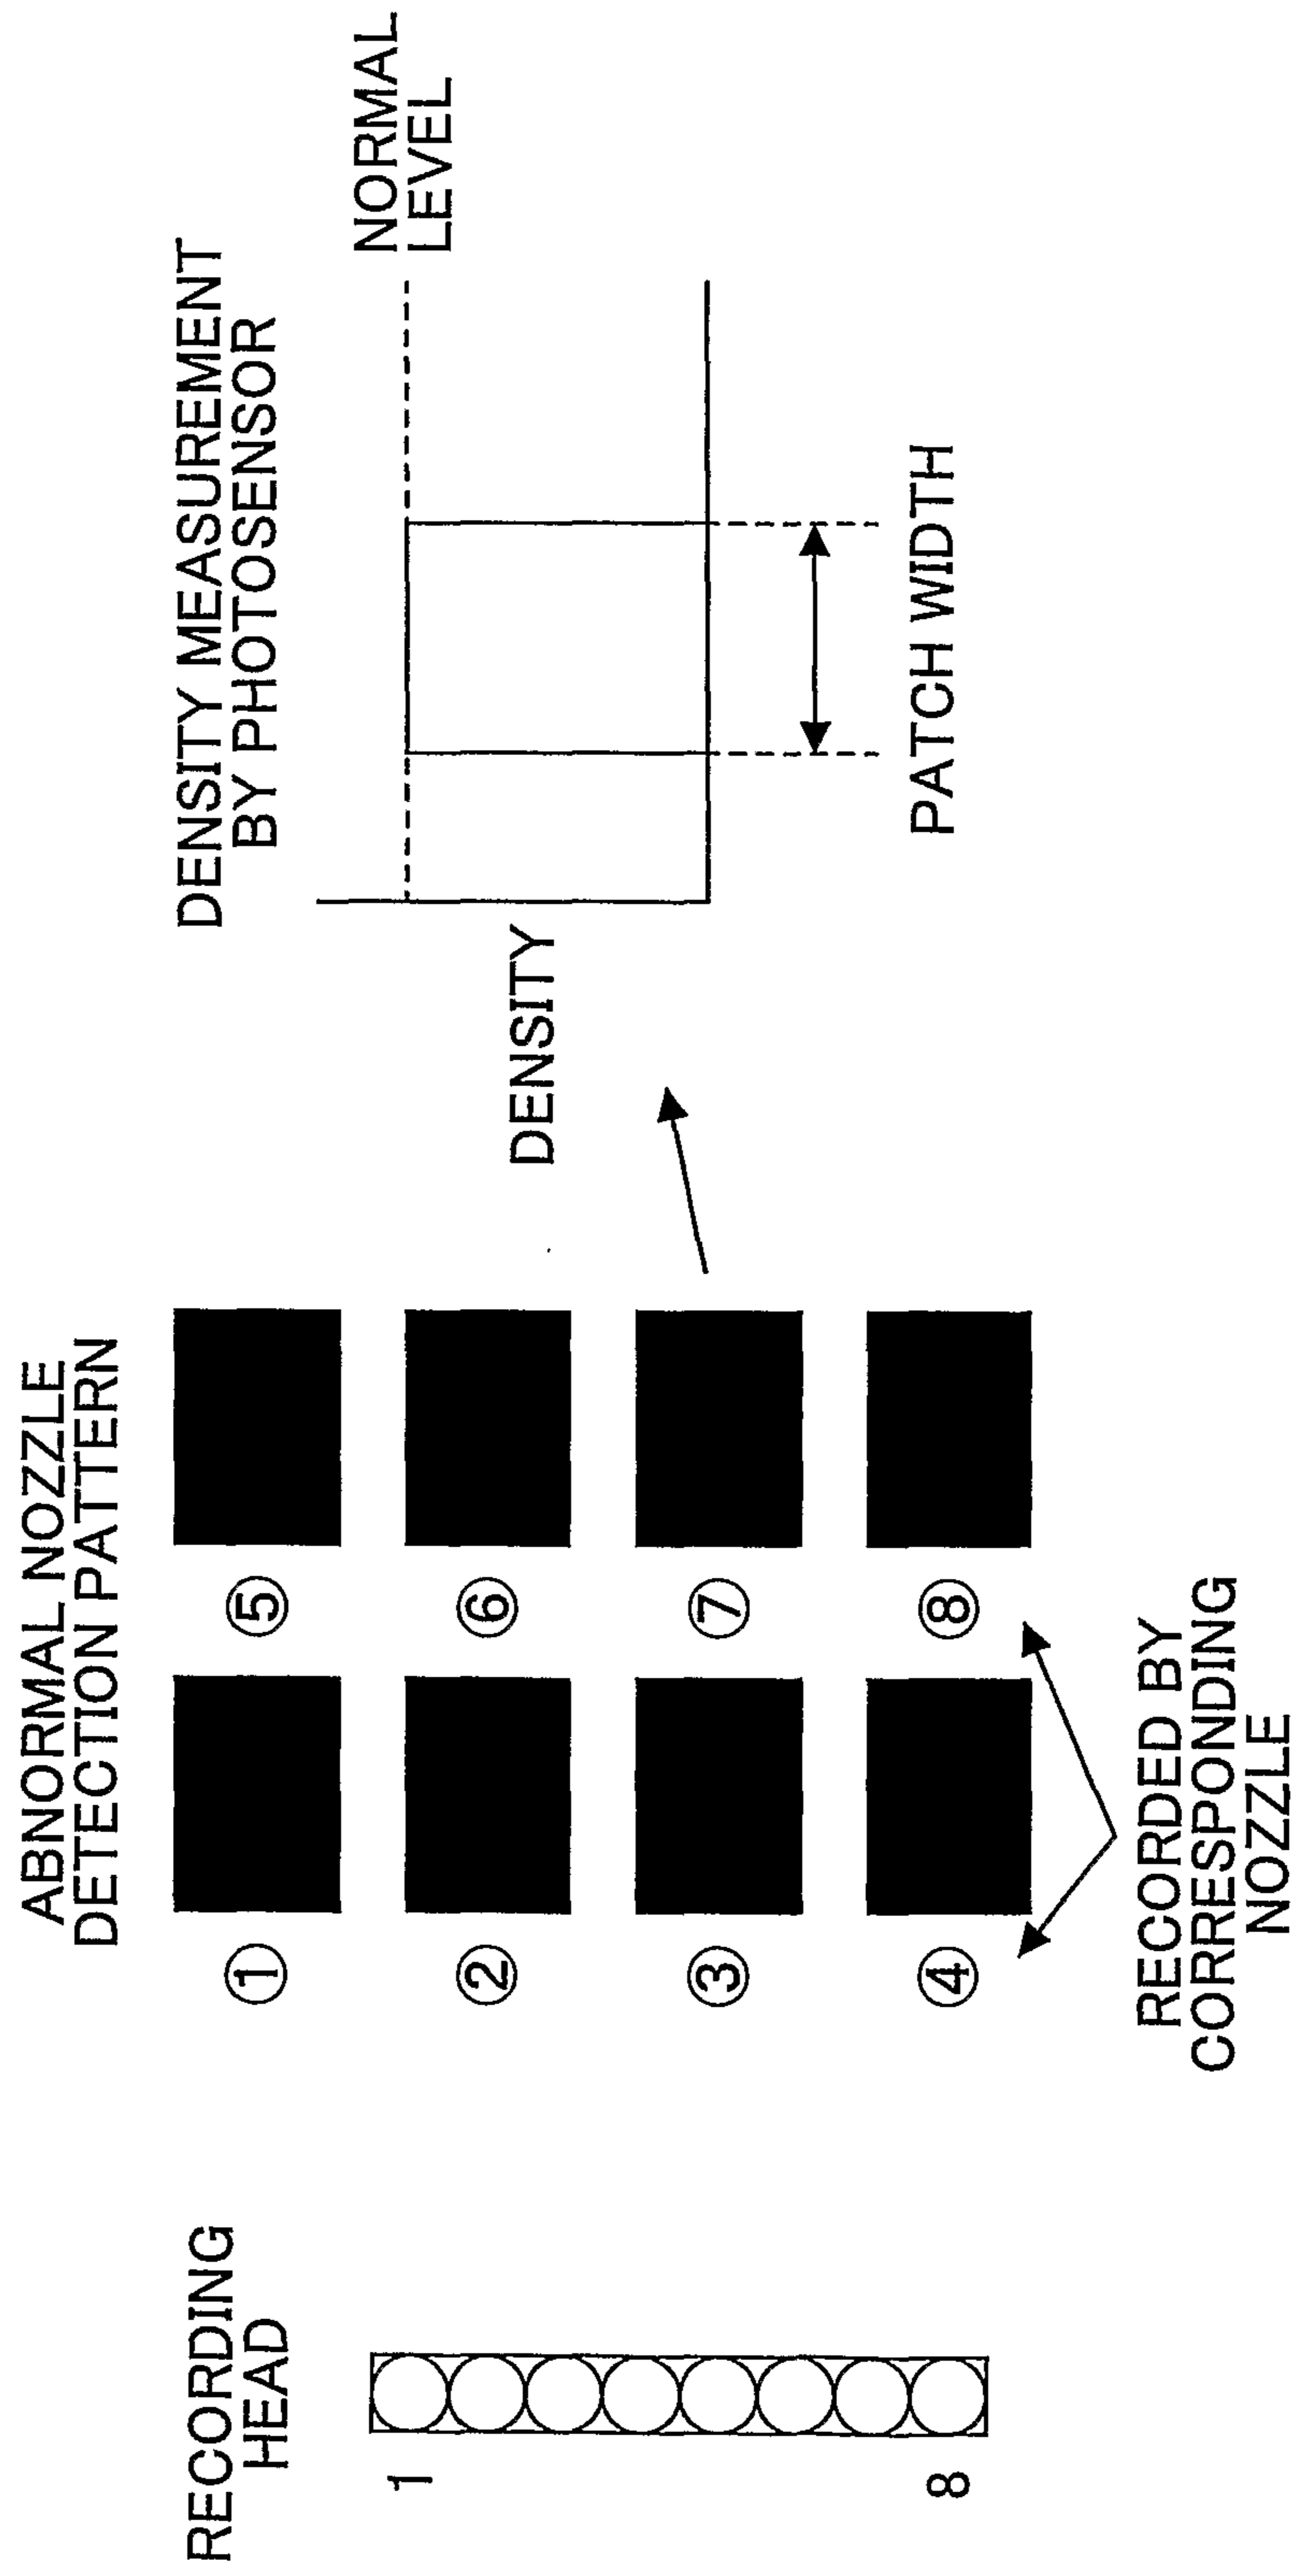 RECORDING
HEAD
1
8
ABNORMAL NOZZLE
DETECTION PATTERN
① ⑤
② ⑥
③ ⑦
④ ⑧
RECORDED BY
CORRESPONDING
NOZZLE
DENSITY MEASUREMENT
BY PHOTOSENSOR
NORMAL
LEVEL
DENSITY
PATCH WIDTH